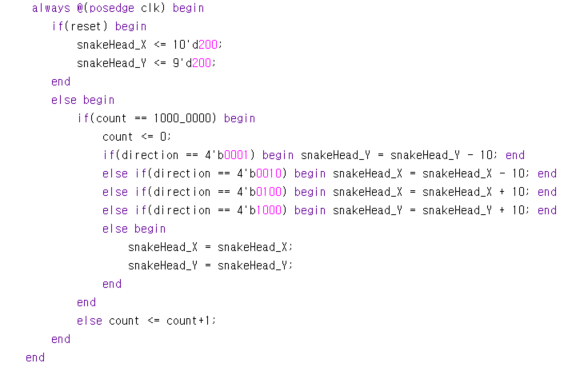 always @(posedge clk) begin
if(reset) begin
snakeHead_X <= 10'd200;
snakeHead_Y <= 9'd200;
end
else begin
if(count == 1000_0000) begin
count <= 0;
if(direction == 4'b0001) begin snakeHead_Y = snakeHead_Y - 10; end
else if(direction == 4'b0010) begin snakeHead_X = snakeHead_X - 10; end
else if(direction == 4'b0100) begin snakeHead_X = snakeHead_X + 10; end
else if(direction == 4'b1000) begin snakeHead_Y = snakeHead_Y + 10; end
else begin
snakeHead_X = snakeHead_X;
snakeHead_Y = snakeHead_Y;
end
end
else count <= count+1;
end
end